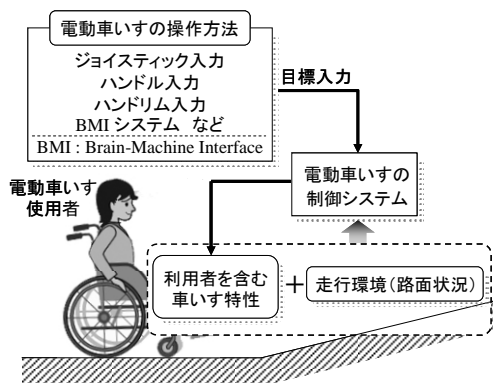 電動車いすの操作方法
ジョイスティック入力
ハンドル入力
ハンドリム入力
BMI システム など
BMI : Brain-Machine Interface
目標入力
電動車いすの
制御システム
電動車いす
使用者
利用者を含む
車いす特性
+
走行環境(路面状況)